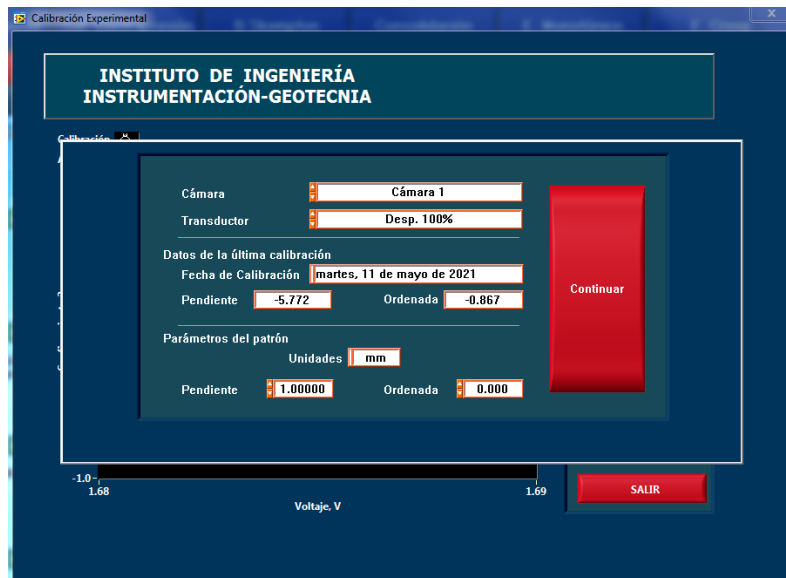 Calibración Experimental
INSTITUTO DE INGENIERÍA
INSTRUMENTACIÓN-GEOTECNIA
Calibración
Cámara Cámara 1
Transductor Desp. 100%
Datos de la última calibración
Fecha de Calibración martes, 11 de mayo de 2021
Pendiente -5.772 Ordenada -0.867
Parámetros del patrón
Unidades mm
Pendiente 1.00000 Ordenada 0.000
Continuar
-1.0
1.68 1.69
Voltaje, V
SALIR